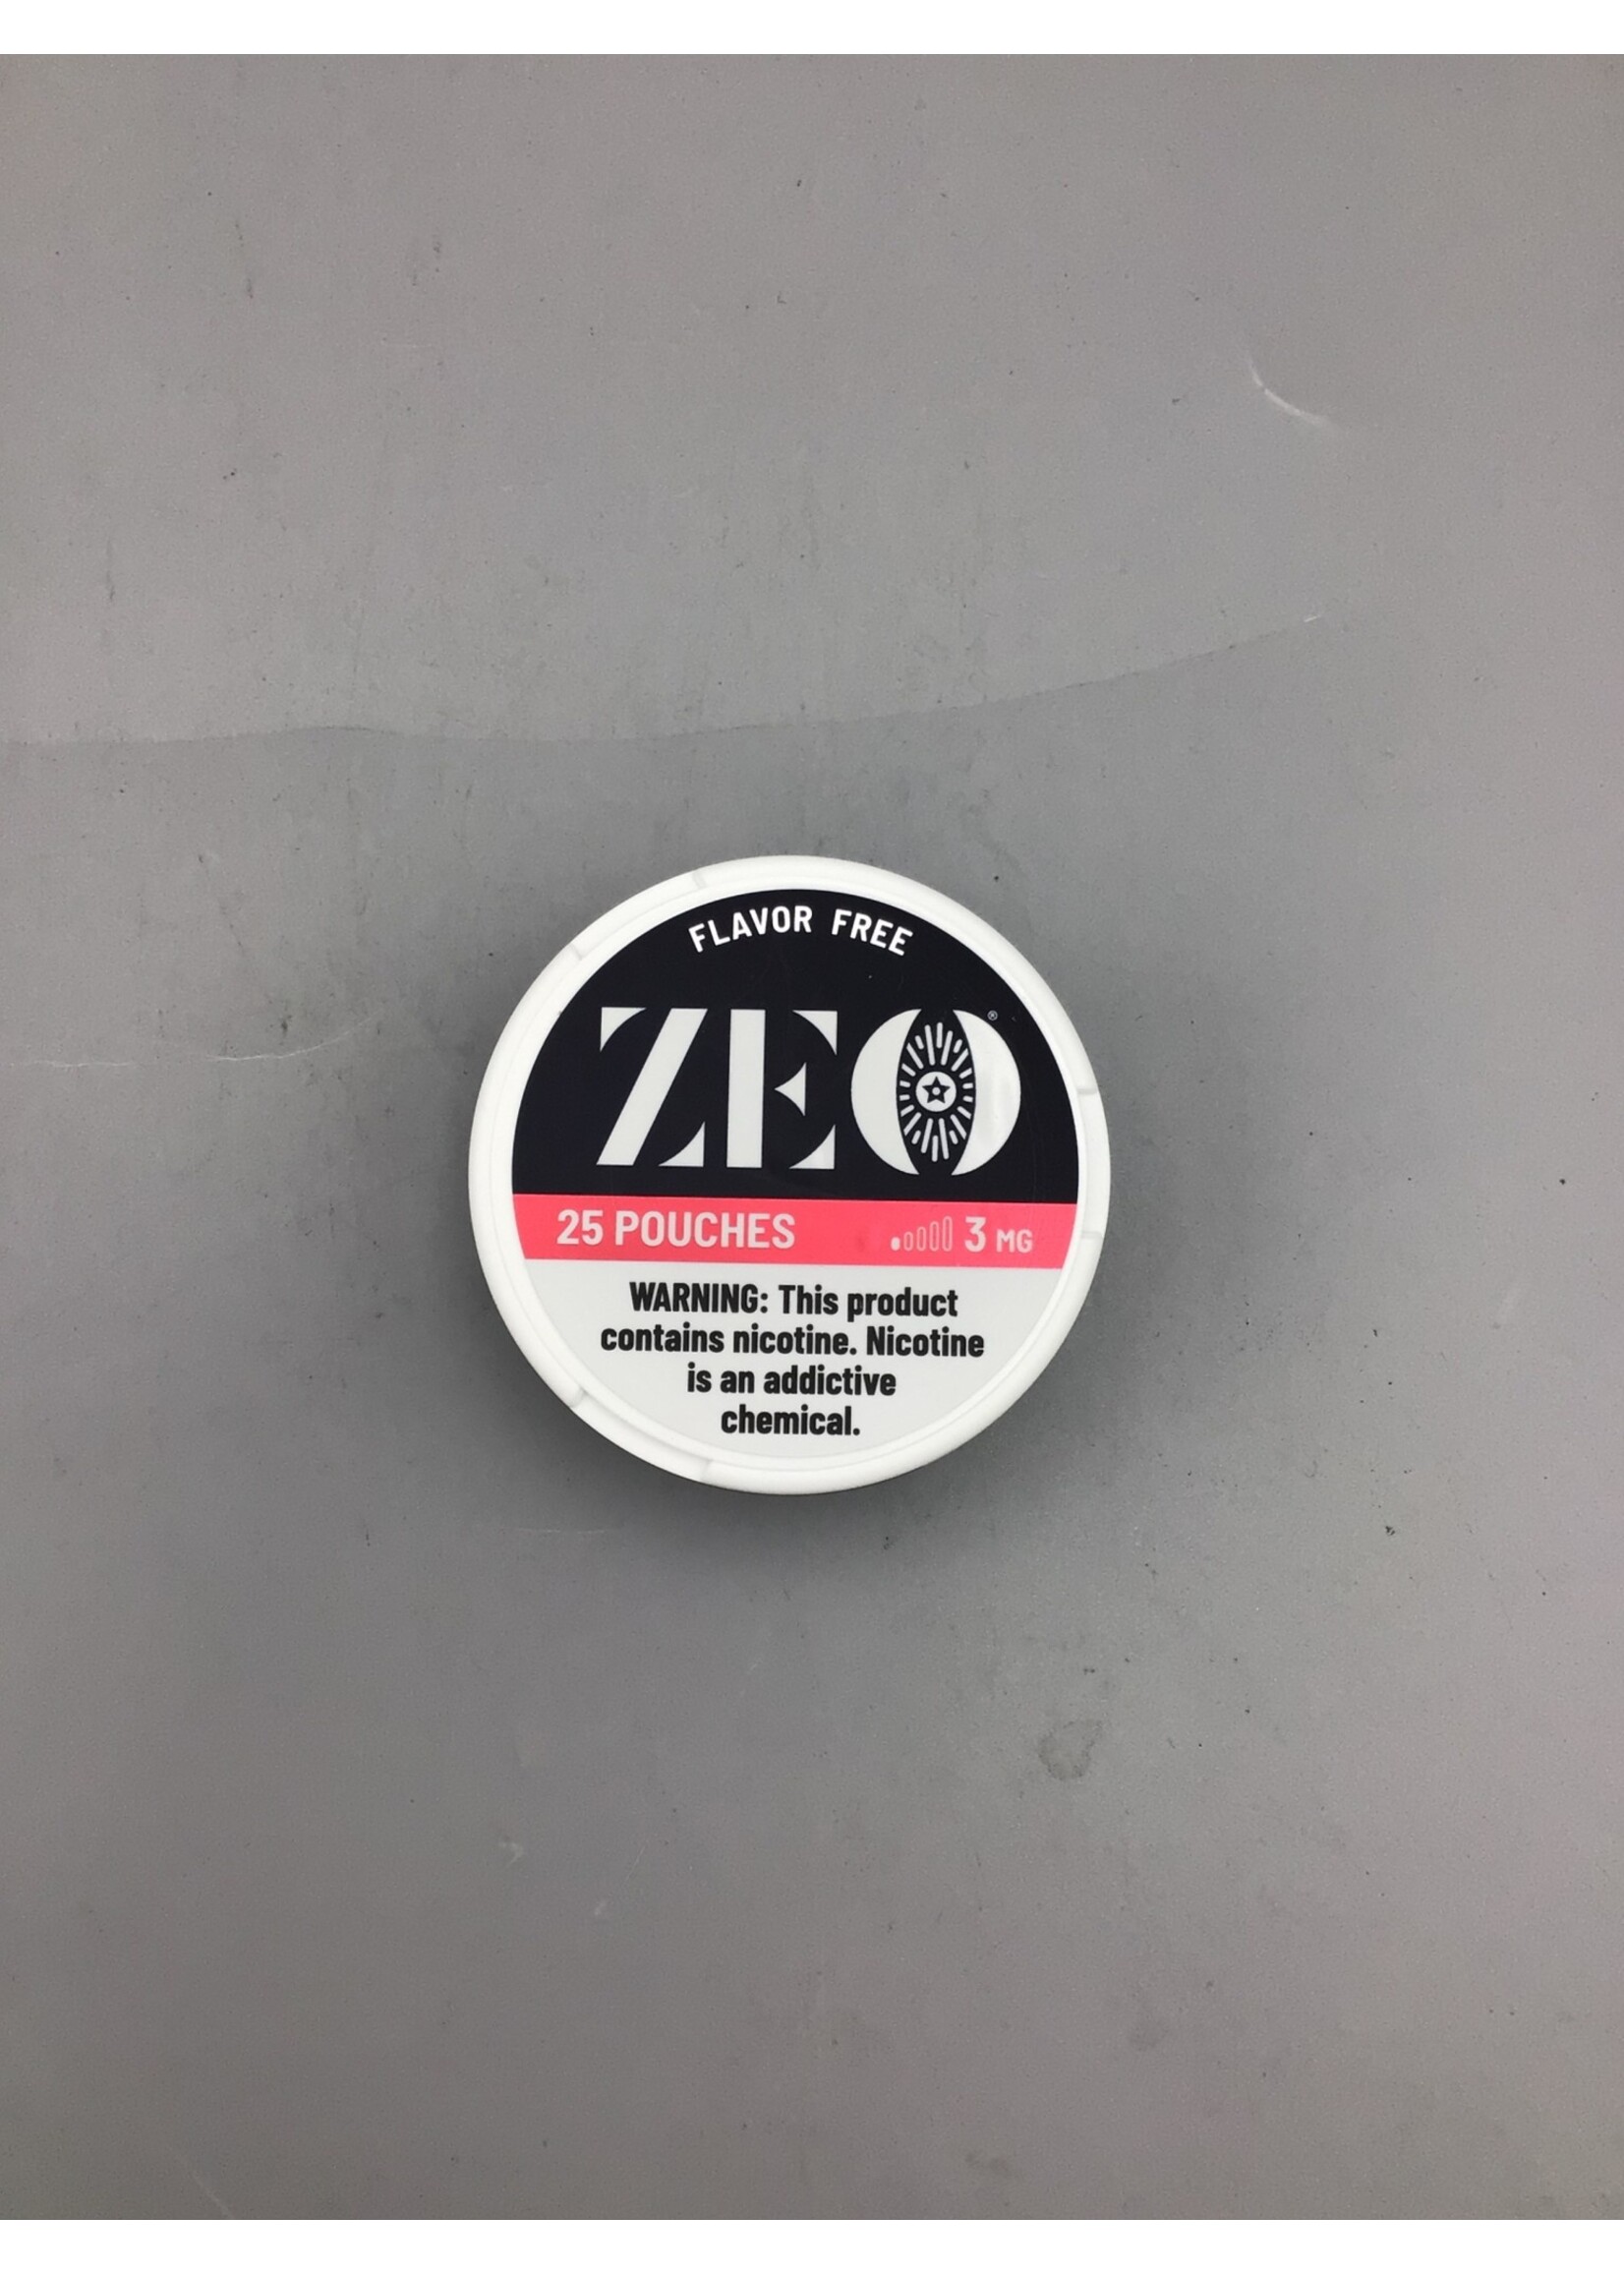 FLAVOR FREE
ZEO®
25 POUCHES 3 MG
WARNING: This product
contains nicotine. Nicotine
is an addictive
chemical.